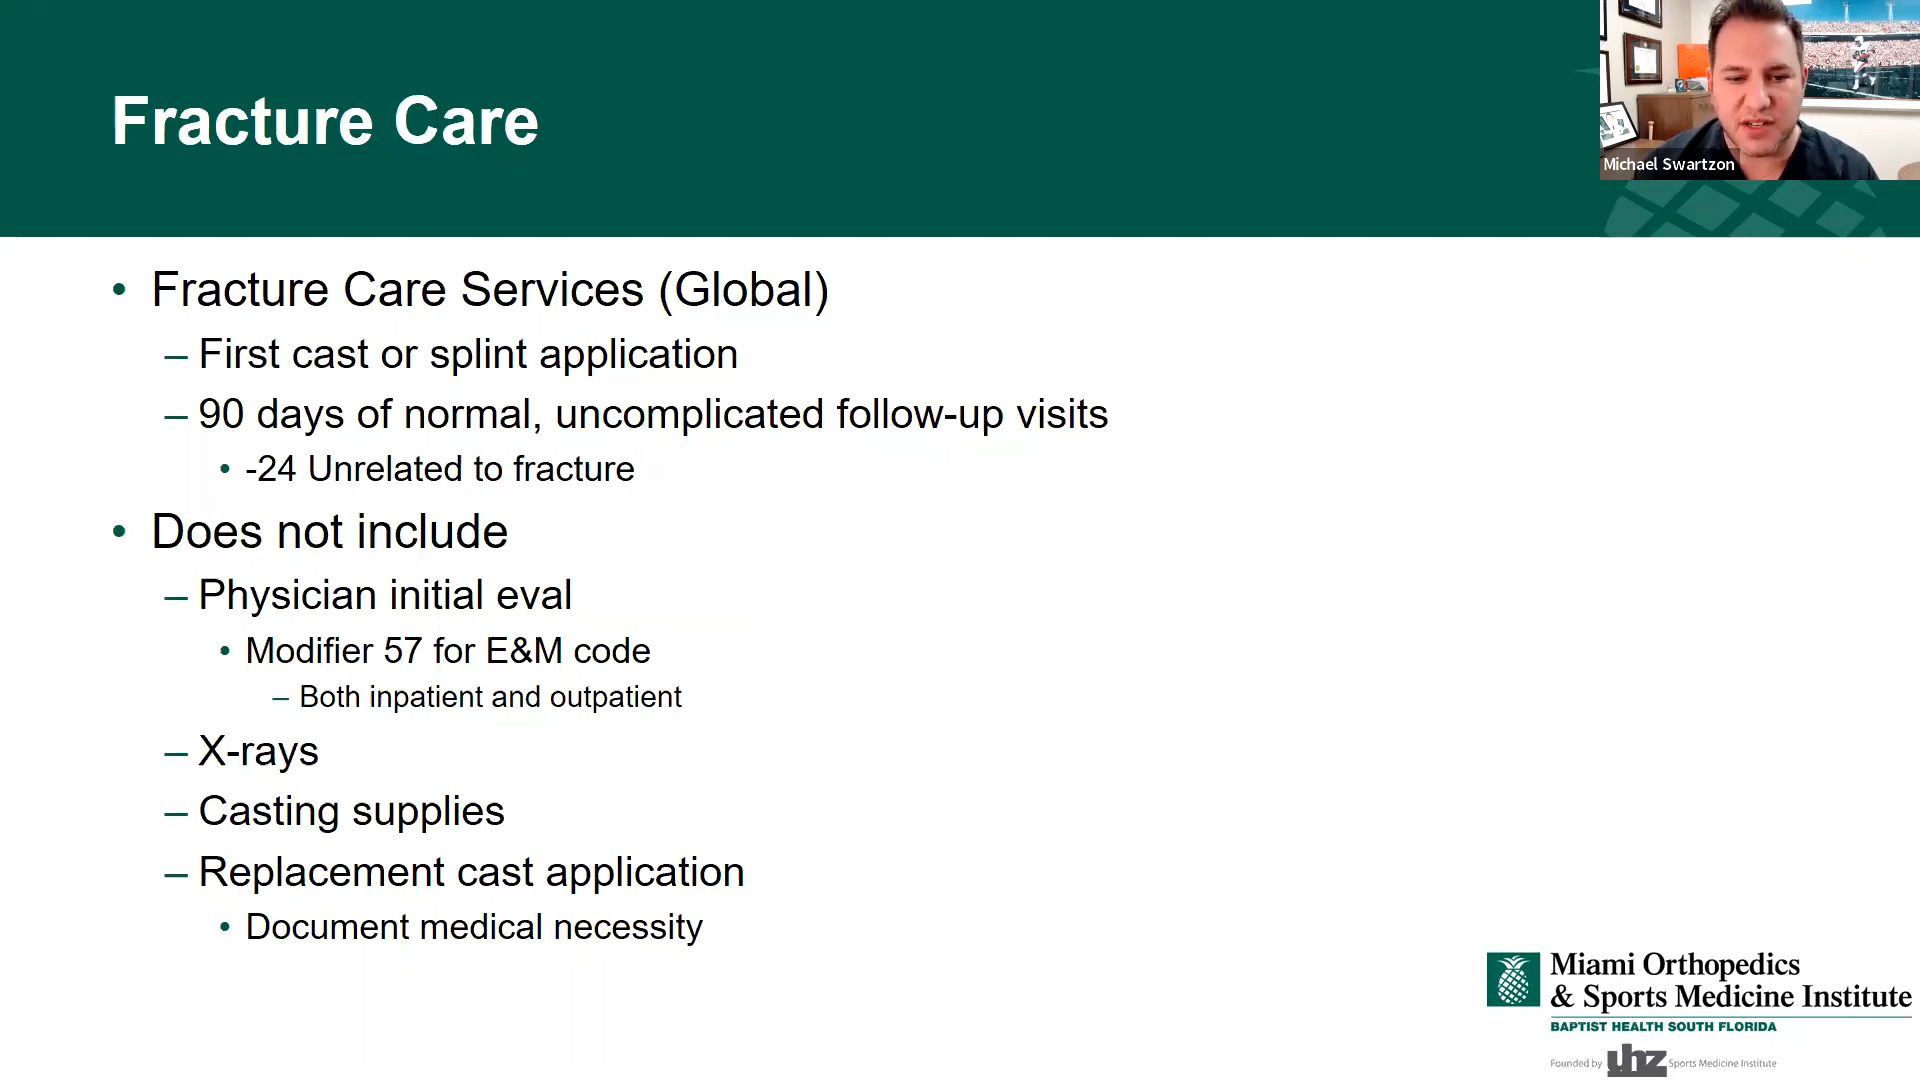 Fracture Care
Michael Swartzon
• Fracture Care Services (Global)
– First cast or splint application
– 90 days of normal, uncomplicated follow-up visits
• -24 Unrelated to fracture
• Does not include
– Physician initial eval
• Modifier 57 for E&M code
– Both inpatient and outpatient
– X-rays
– Casting supplies
– Replacement cast application
• Document medical necessity
Miami Orthopedics
& Sports Medicine Institute
BAPTIST HEALTH SOUTH FLORIDA
Founded by uhz Sports Medicine Institute